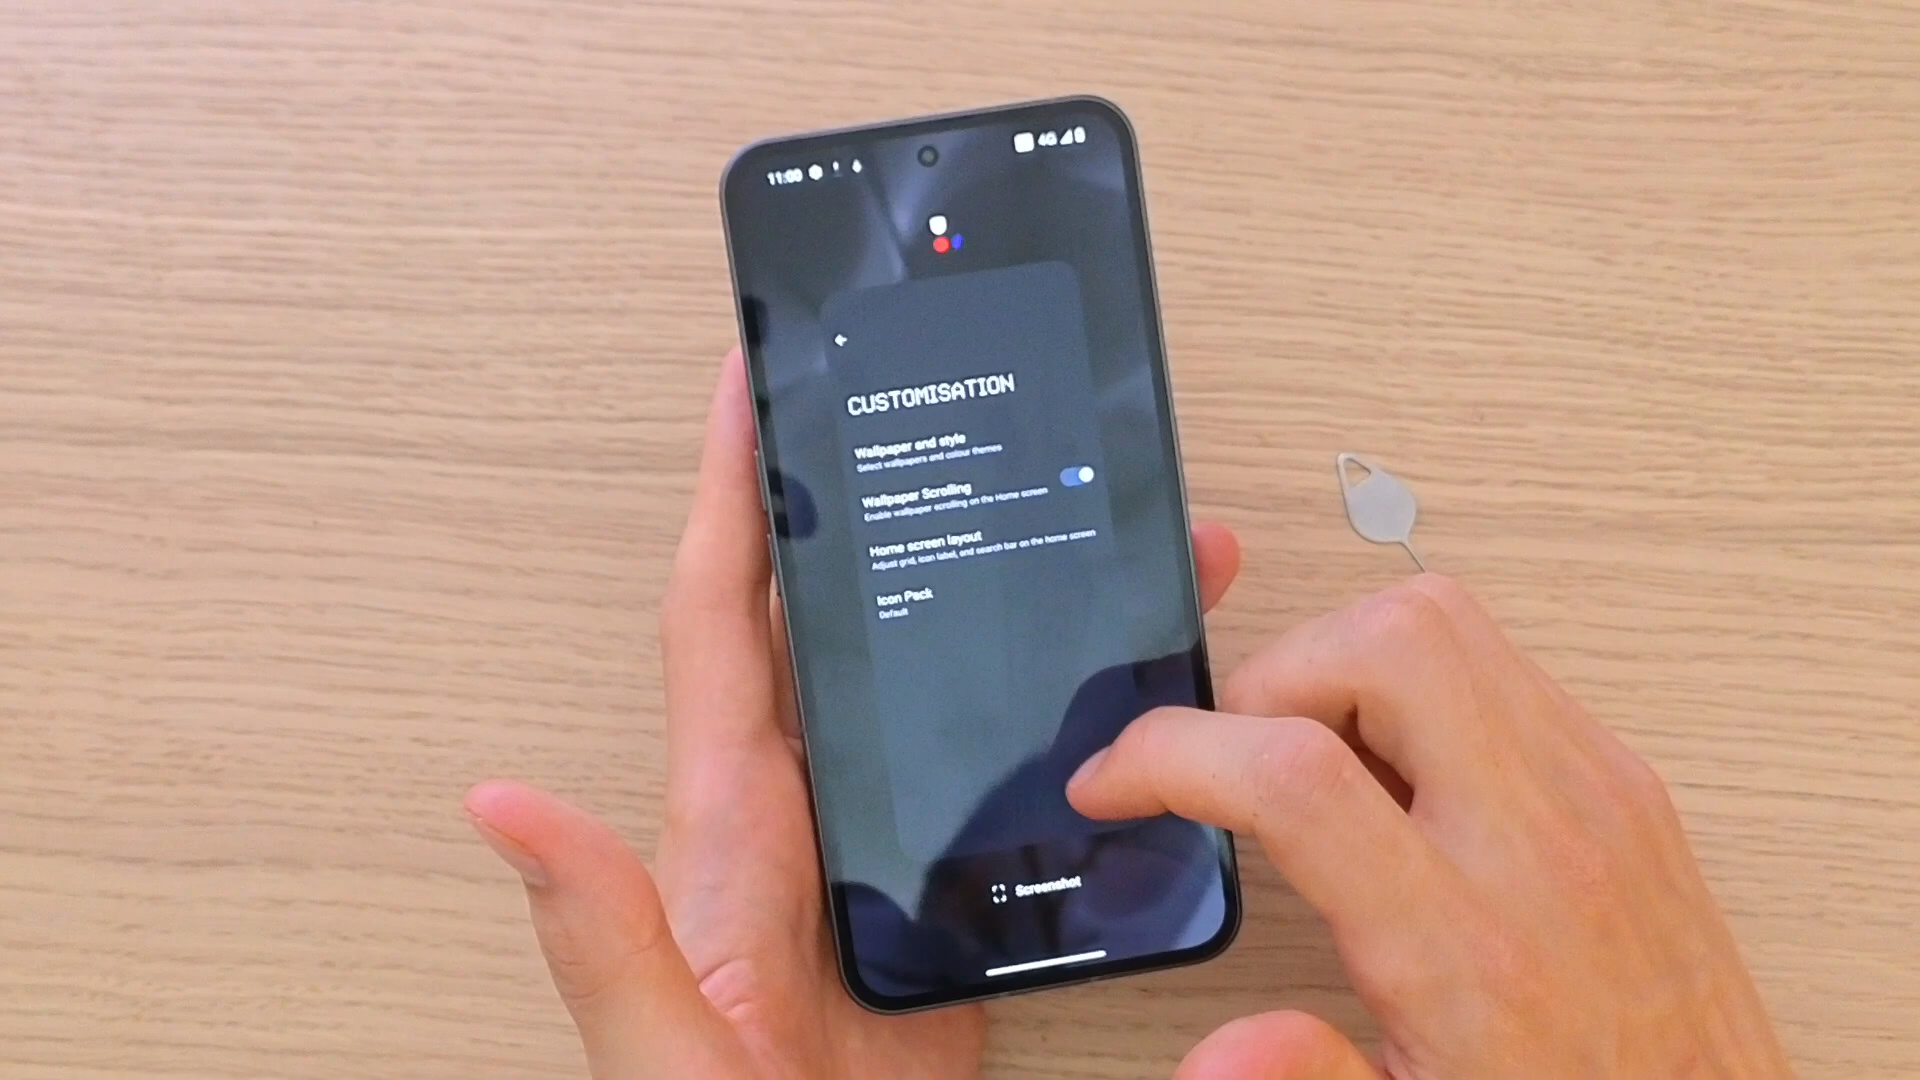 11:00
4G
CUSTOMISATION
Wallpaper and style
Select wallpapers and colour themes
Wallpaper Scrolling
Enable wallpaper scrolling on the Home screen
Home screen layout
Adjust grid, icon label, and search bar on the home screen
Icon Pack
Default
Screenshot